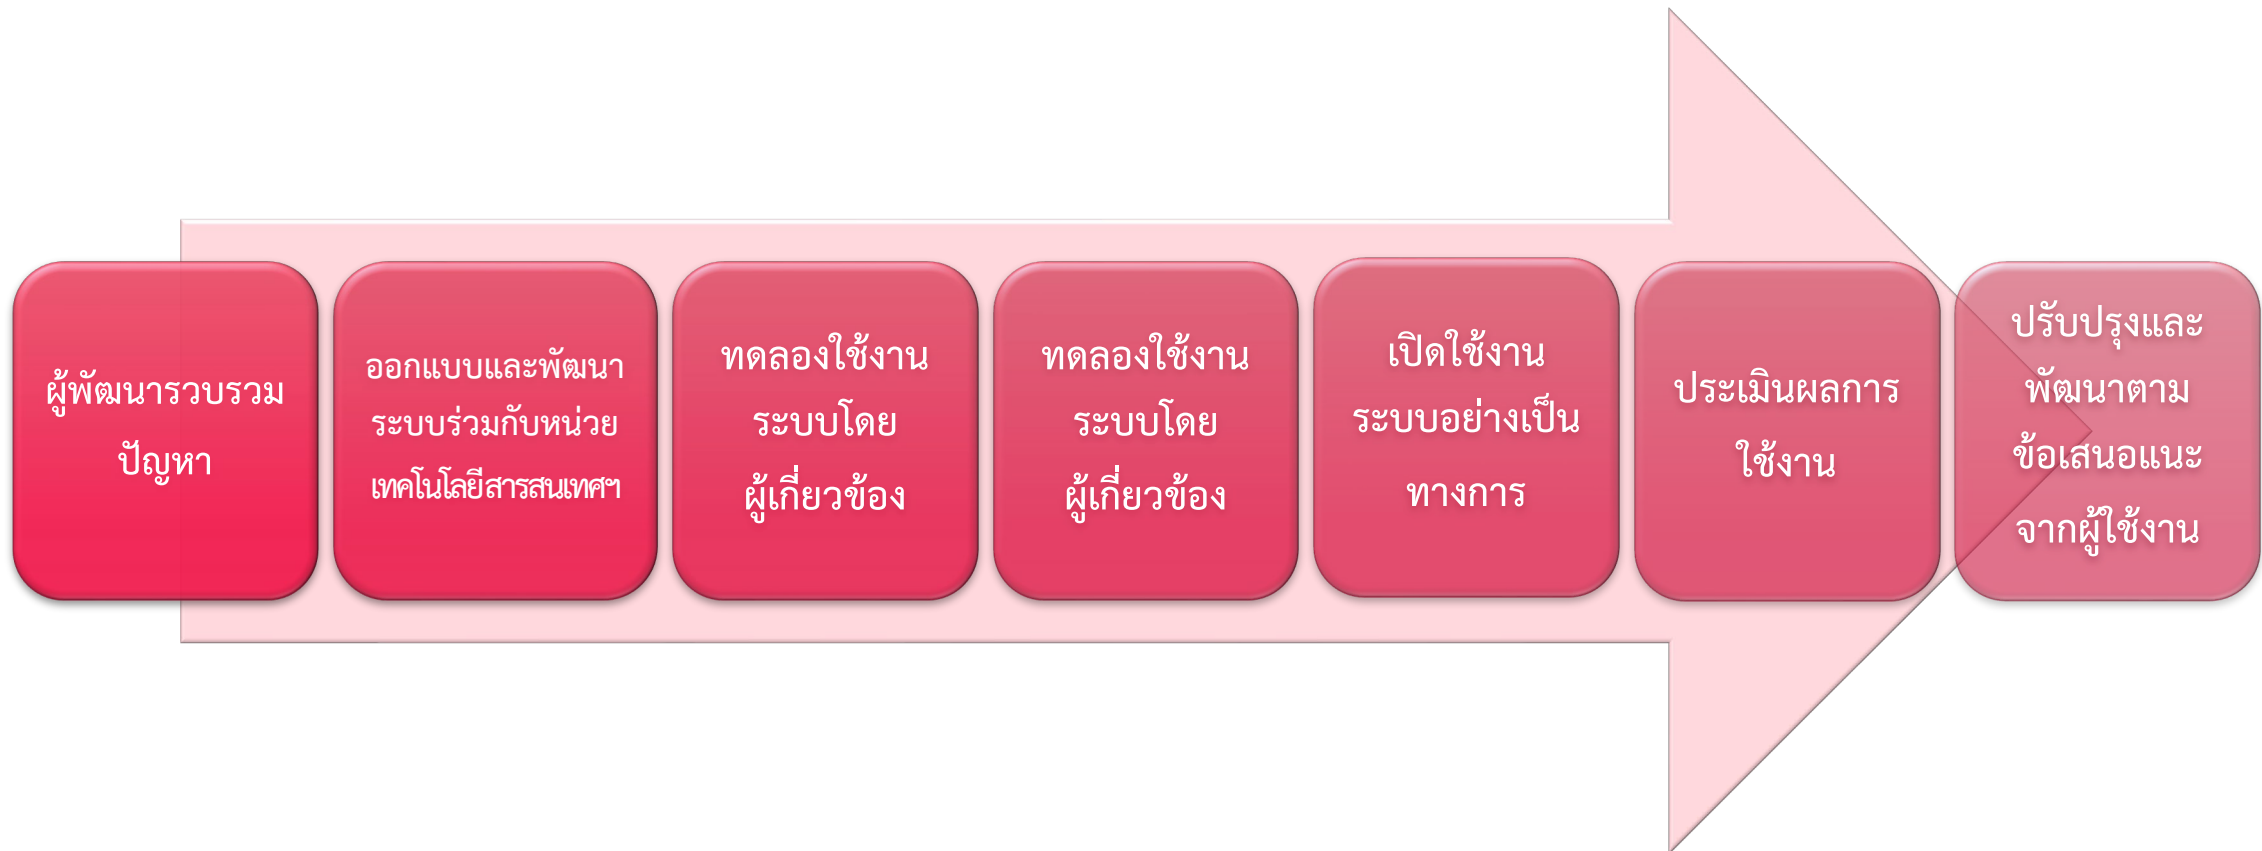 ผู้พัฒนารวบรวม
ปัญหา
ออกแบบและพัฒนา
ระบบร่วมกับหน่วย
เทคโนโลยีสารสนเทศฯ
ทดลองใช้งาน
ระบบโดย
ผู้เกี่ยวข้อง
ทดลองใช้งาน
ระบบโดย
ผู้เกี่ยวข้อง
เปิดใช้งาน
ระบบอย่างเป็น
ทางการ
ประเมินผลการ
ใช้งาน
ปรับปรุงและ
พัฒนาตาม
ข้อเสนอแนะ
จากผู้ใช้งาน